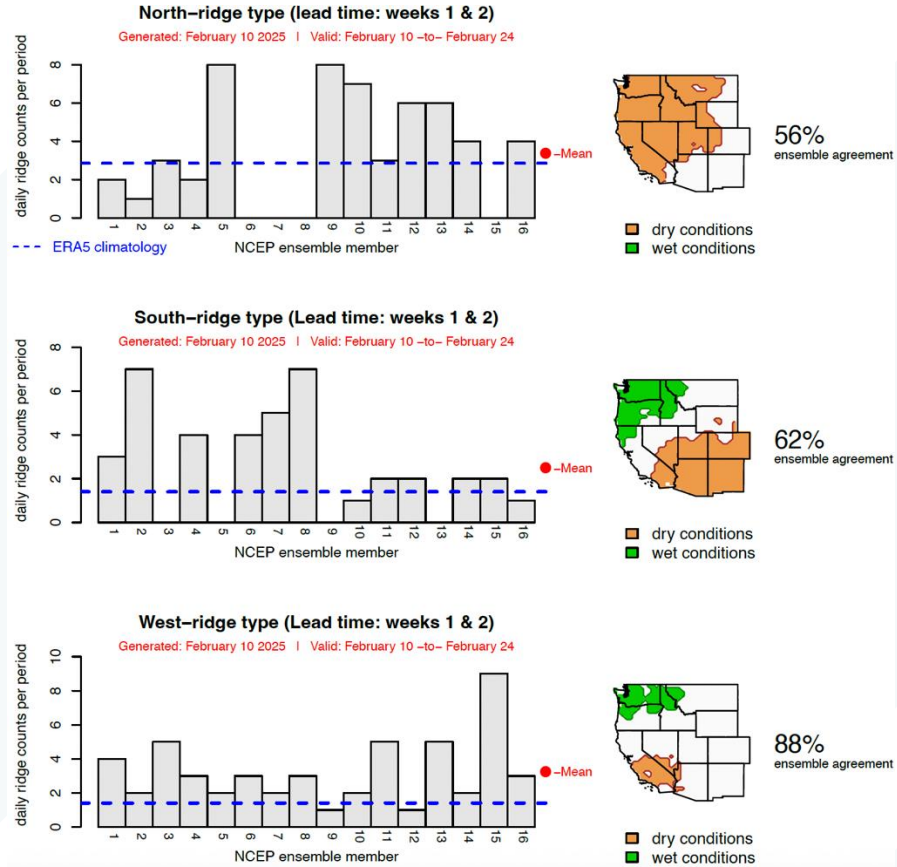 North–ridge type (lead time: weeks 1 & 2)
Generated: February 10 2025 | Valid: February 10 –to– February 24
daily ridge counts per period
8
6
4
2
0
1 2 3 4 5 6 7 8 9 10 11 12 13 14 15 16
NCEP ensemble member
ERA5 climatology
–Mean
56%
ensemble agreement
dry conditions
wet conditions
South–ridge type (Lead time: weeks 1 & 2)
Generated: February 10 2025 | Valid: February 10 –to– February 24
daily ridge counts per period
8
6
4
2
0
1 2 3 4 5 6 7 8 9 10 11 12 13 14 15 16
NCEP ensemble member
–Mean
62%
ensemble agreement
dry conditions
wet conditions
West–ridge type (Lead time: weeks 1 & 2)
Generated: February 10 2025 | Valid: February 10 –to– February 24
daily ridge counts per period
10
8
6
4
2
0
1 2 3 4 5 6 7 8 9 10 11 12 13 14 15 16
NCEP ensemble member
–Mean
88%
ensemble agreement
dry conditions
wet conditions